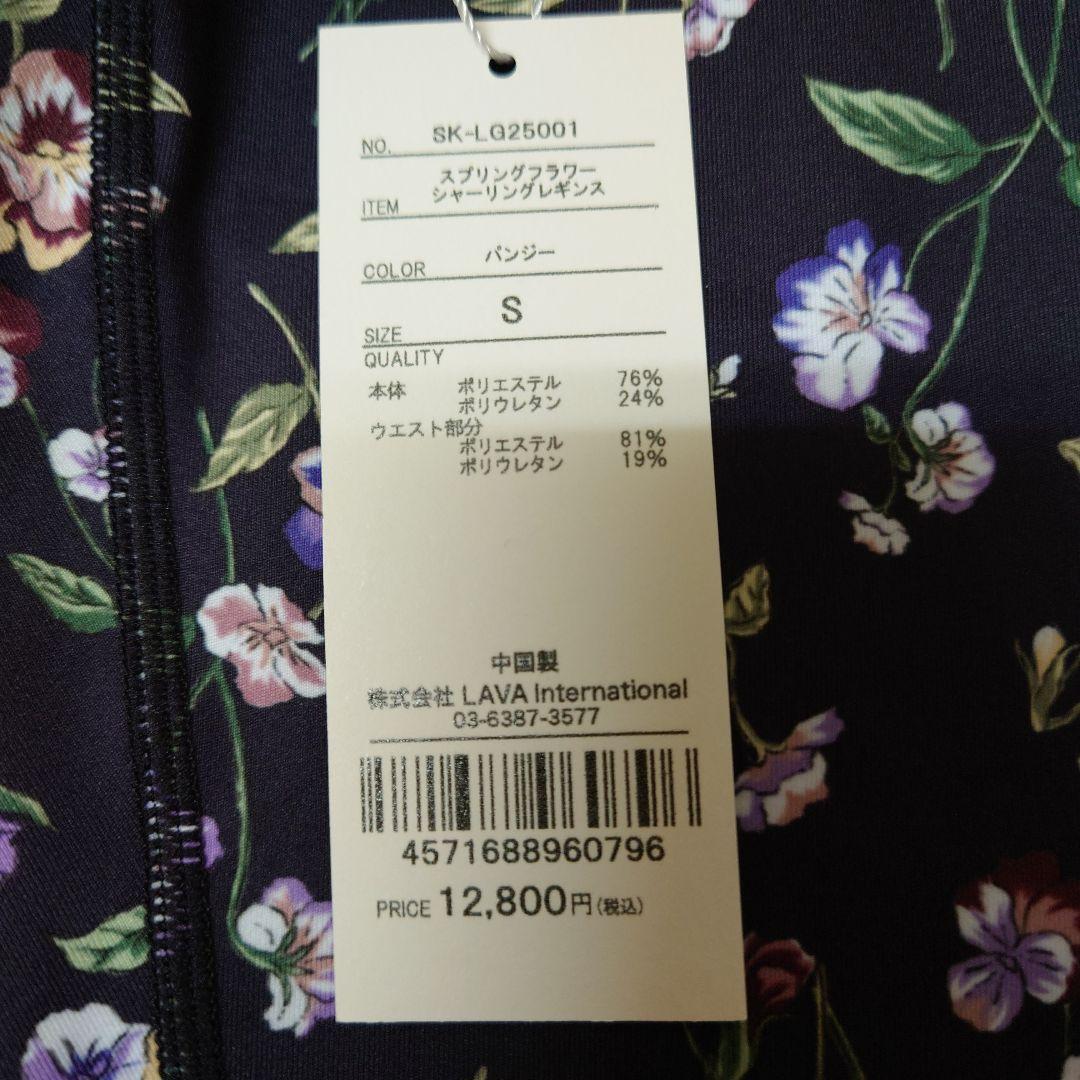 NO. SK-LG25001
スプリングフラワー
ITEM シャーリングレギンス
COLOR パンジー
SIZE S
QUALITY
本体 ポリエステル 76%
ポリウレタン 24%
ウエスト部分
ポリエステル 81%
ポリウレタン 19%
中国製
株式会社 LAVA International
03-6387-3577
4571688960796
PRICE 12,800円(税込)